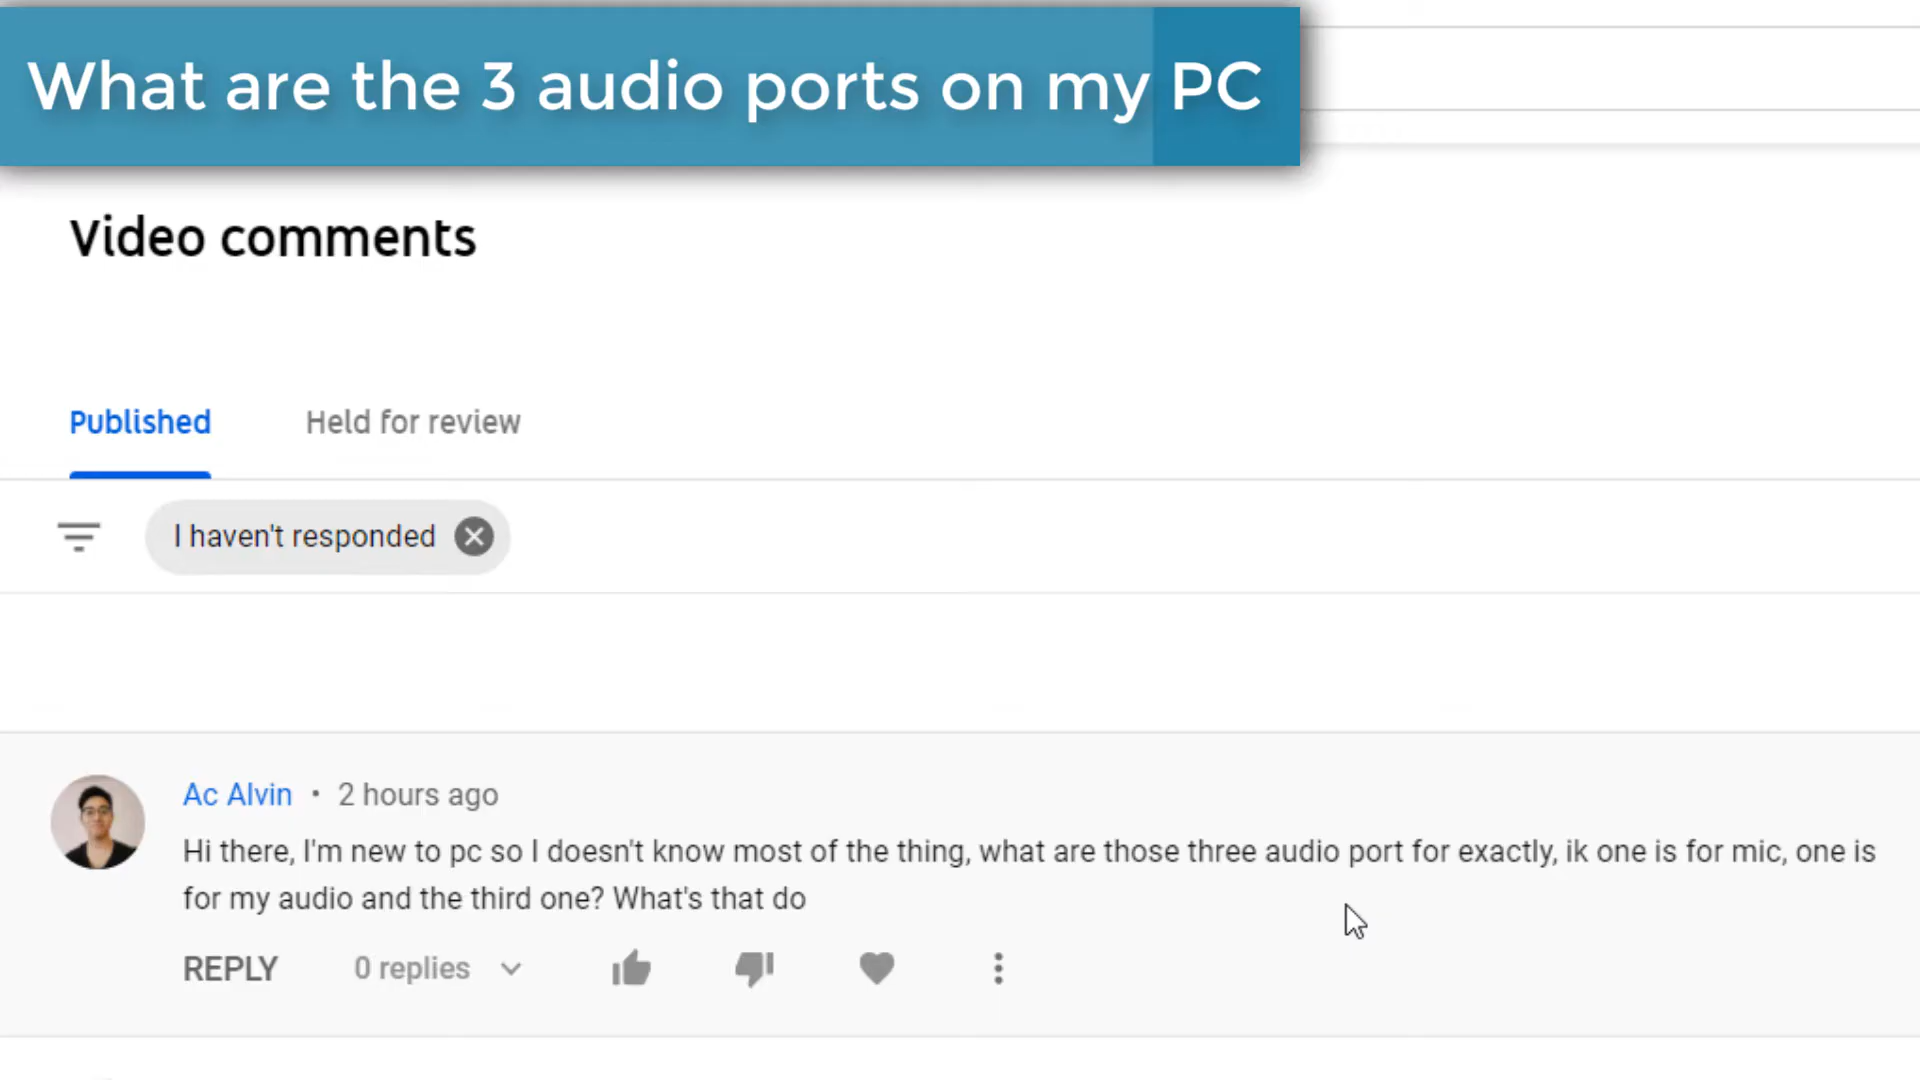 What are the 3 audio ports on my PC
Video comments
Published
Held for review
I haven't responded
Ac Alvin • 2 hours ago
Hi there, I'm new to pc so I doesn't know most of the thing, what are those three audio port for exactly, ik one is for mic, one is
for my audio and the third one? What's that do
REPLY
0 replies